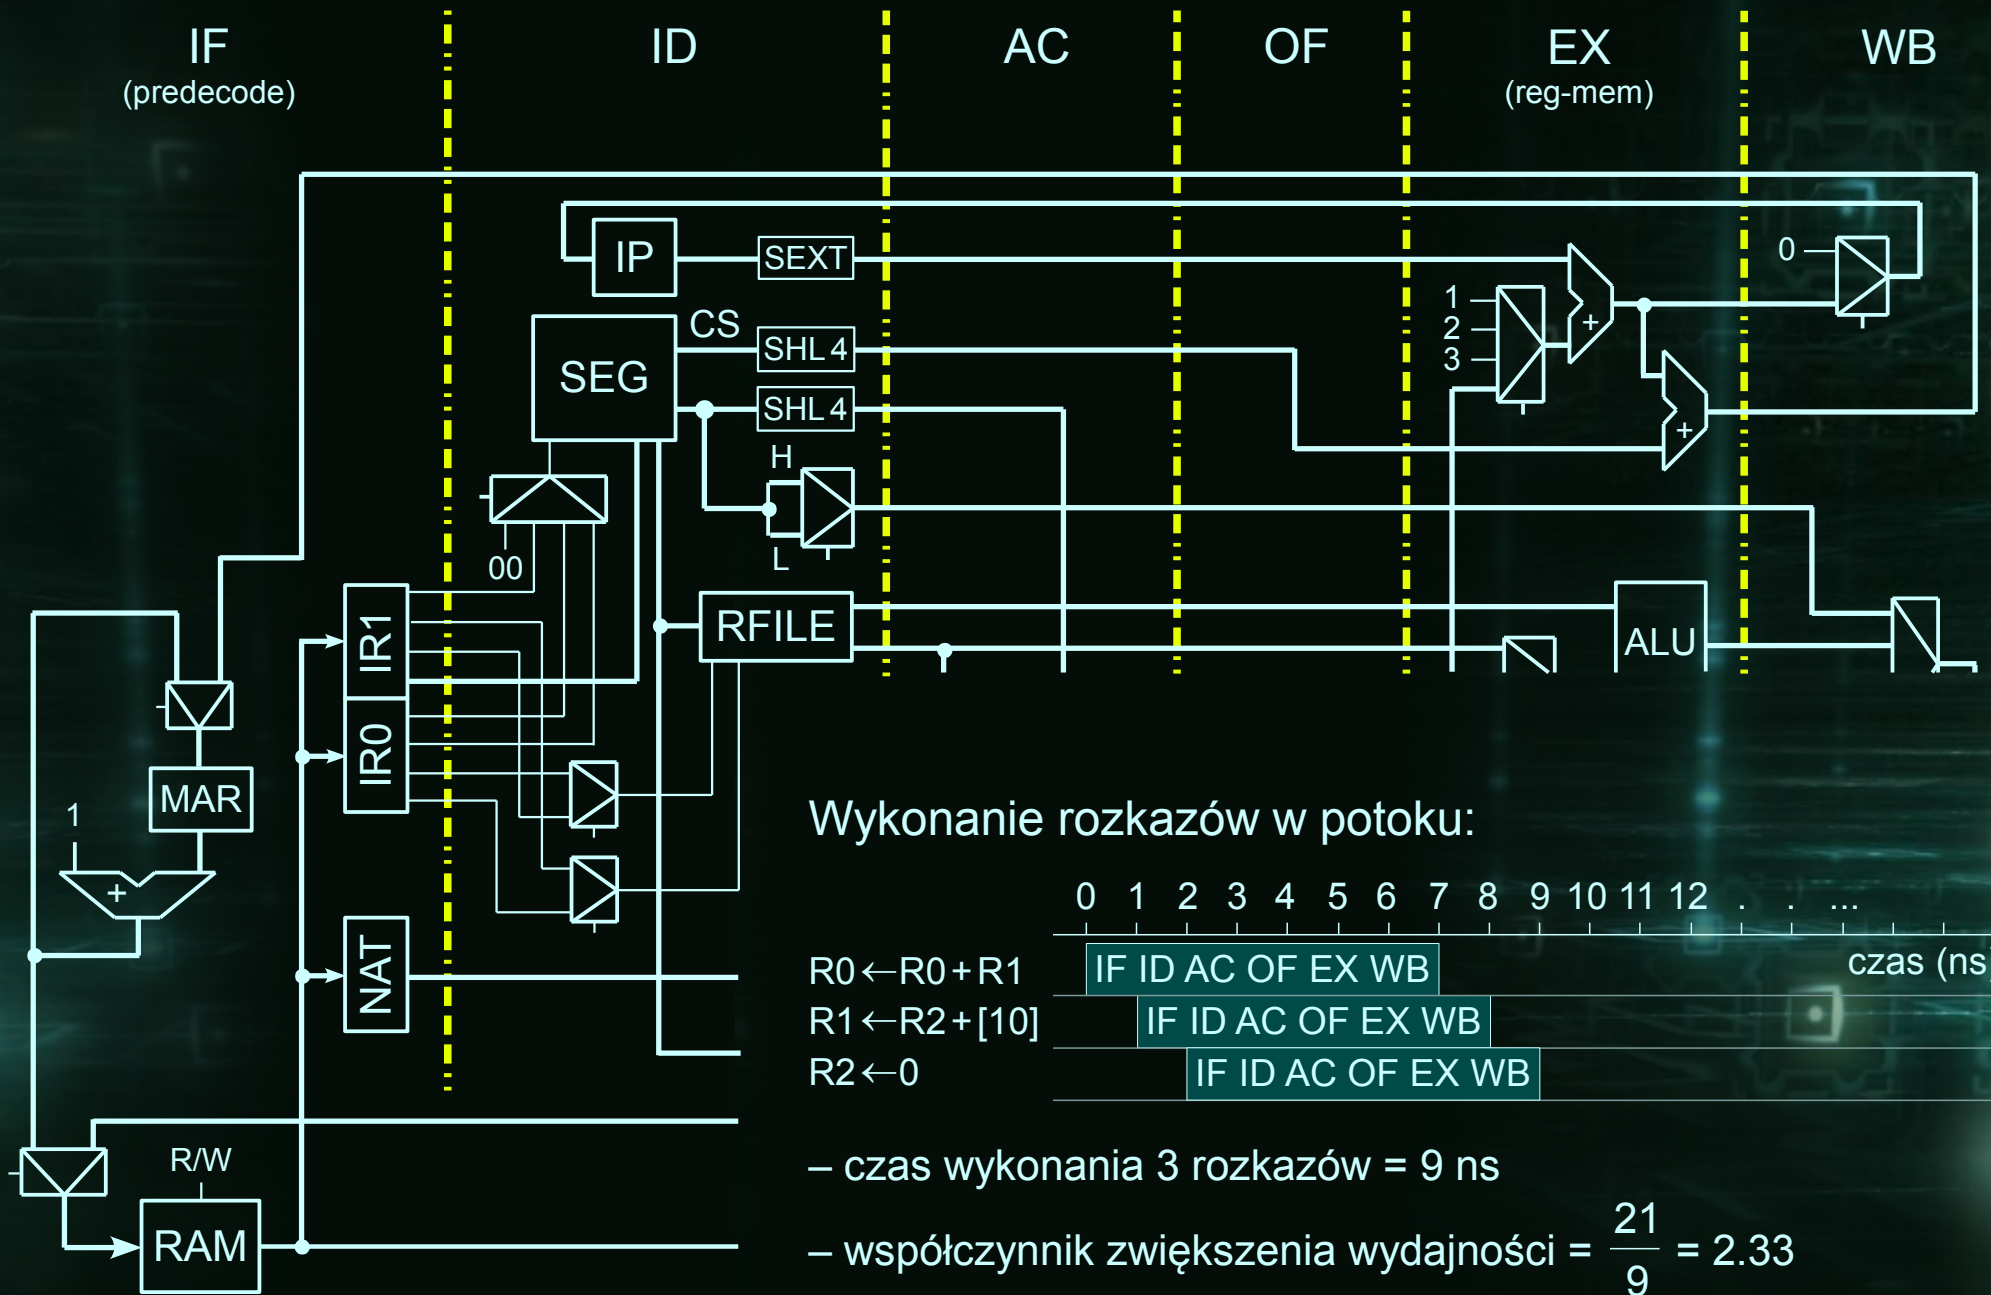 IF ID AC OF EX WB
(predecode) (reg-mem)
IP SEXT 0
1
2
3
+
CS
SHL 4
SEG
SHL 4
+
H
L
00
IR1
RFILE
ALU
IR0
MAR
1
+
NAT
R/W
RAM
Wykonanie rozkazów w potoku:
0 1 2 3 4 5 6 7 8 9 10 11 12 . . ...
czas (ns)
R0←R0+R1 IF ID AC OF EX WB
R1←R2+[10] IF ID AC OF EX WB
R2←0 IF ID AC OF EX WB
– czas wykonania 3 rozkazów = 9 ns
– współczynnik zwiększenia wydajności = 21/9 = 2.33